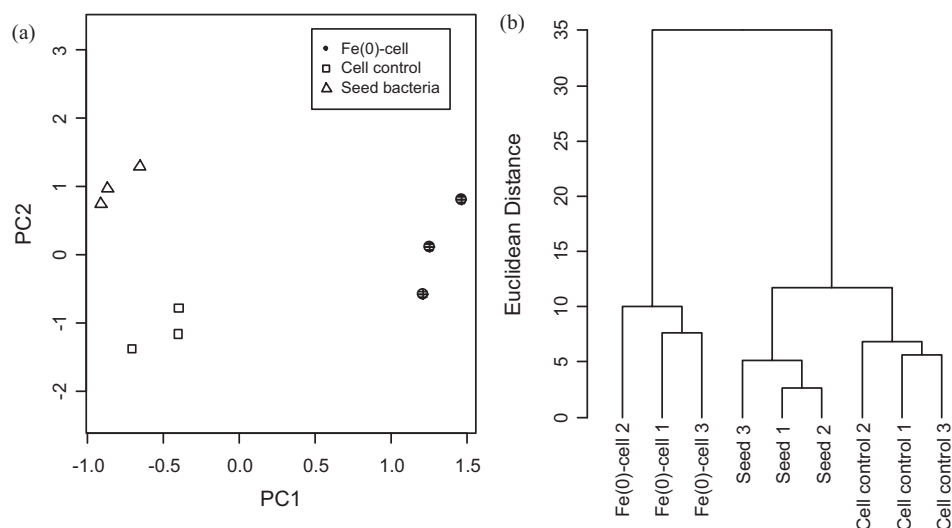 (a)
3
2
1
0
-1
-2
PC2
-1.0 -0.5 0.0 0.5 1.0 1.5
PC1
Fe(0)-cell
Cell control
Seed bacteria
(b)
35
30
25
20
15
10
5
0
Euclidean Distance
Fe(0)-cell 2
Fe(0)-cell 1
Fe(0)-cell 3
Seed 3
Seed 1
Seed 2
Cell control 2
Cell control 1
Cell control 3